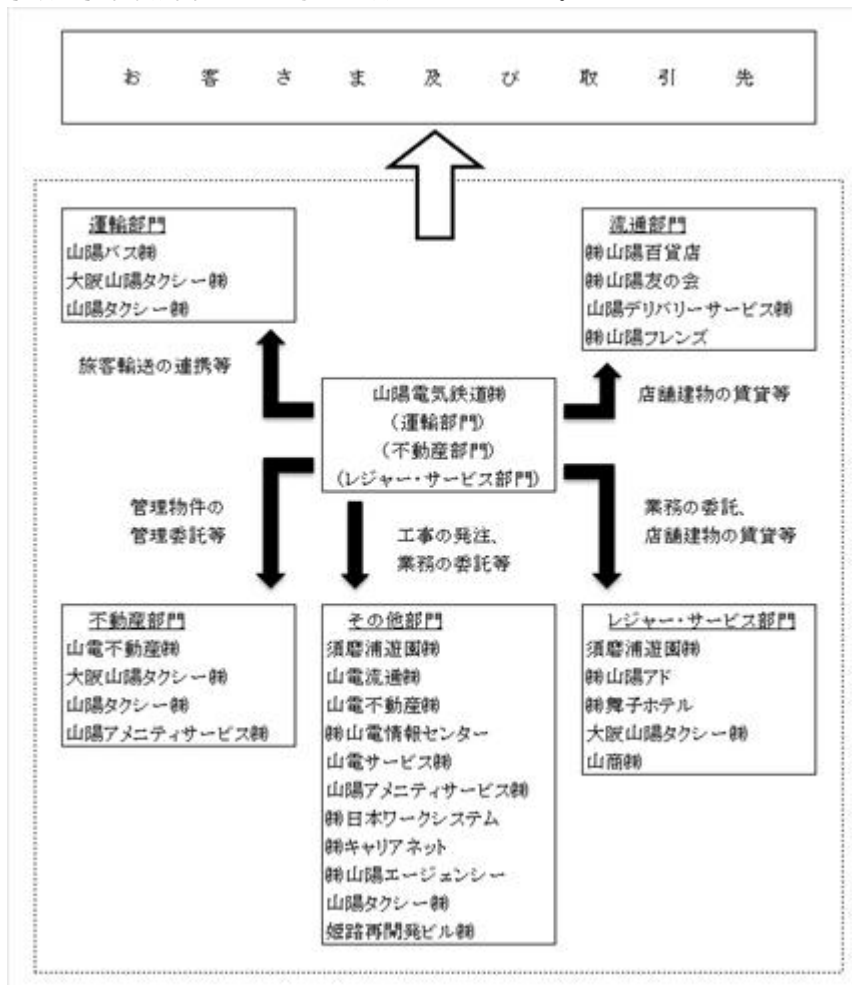 お客さま及び取引先
運輸部門
山陽バス㈱
大阪山陽タクシー㈱
山陽タクシー㈱
流通部門
㈱山陽百貨店
㈱山陽友の会
山陽デリバリーサービス㈱
㈱山陽フレンズ
旅客輸送の連携等
店舗建物の賃貸等
山陽電気鉄道㈱
(運輸部門)
(不動産部門)
(レジャー・サービス部門)
管理物件の
管理委託等
工事の発注、
業務の委託等
業務の委託、
店舗建物の賃貸等
不動産部門
山電不動産㈱
大阪山陽タクシー㈱
山陽タクシー㈱
山陽アメニティサービス㈱
その他部門
須磨浦遊園㈱
山電流通㈱
山電不動産㈱
㈱山電情報センター
山電サービス㈱
山陽アメニティサービス㈱
㈱日本ワークシステム
㈱キャリアネット
㈱山陽エージェンシー
山陽タクシー㈱
姫路再開発ビル㈱
レジャー・サービス部門
須磨浦遊園㈱
㈱山陽アド
㈱舞子ホテル
大阪山陽タクシー㈱
山商㈱